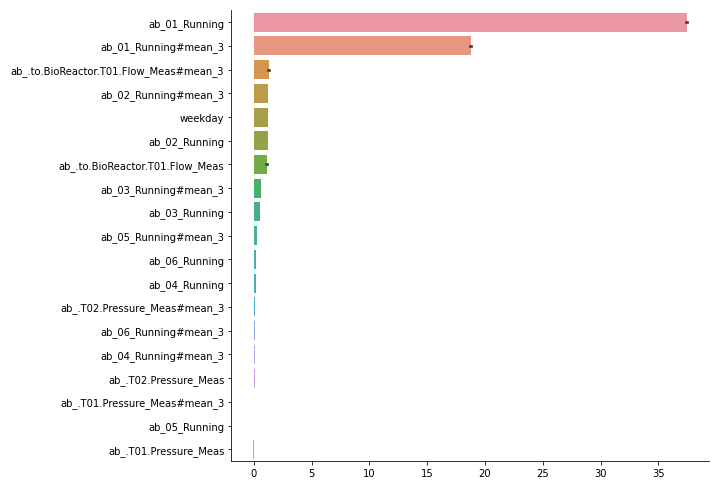 ab_01_Running
ab_01_Running#mean_3
ab_.to.BioReactor.T01.Flow_Meas#mean_3
ab_02_Running#mean_3
weekday
ab_02_Running
ab_.to.BioReactor.T01.Flow_Meas
ab_03_Running#mean_3
ab_03_Running
ab_05_Running#mean_3
ab_06_Running
ab_04_Running
ab_.T02.Pressure_Meas#mean_3
ab_06_Running#mean_3
ab_04_Running#mean_3
ab_.T02.Pressure_Meas
ab_.T01.Pressure_Meas#mean_3
ab_05_Running
ab_.T01.Pressure_Meas
0 5 10 15 20 25 30 35